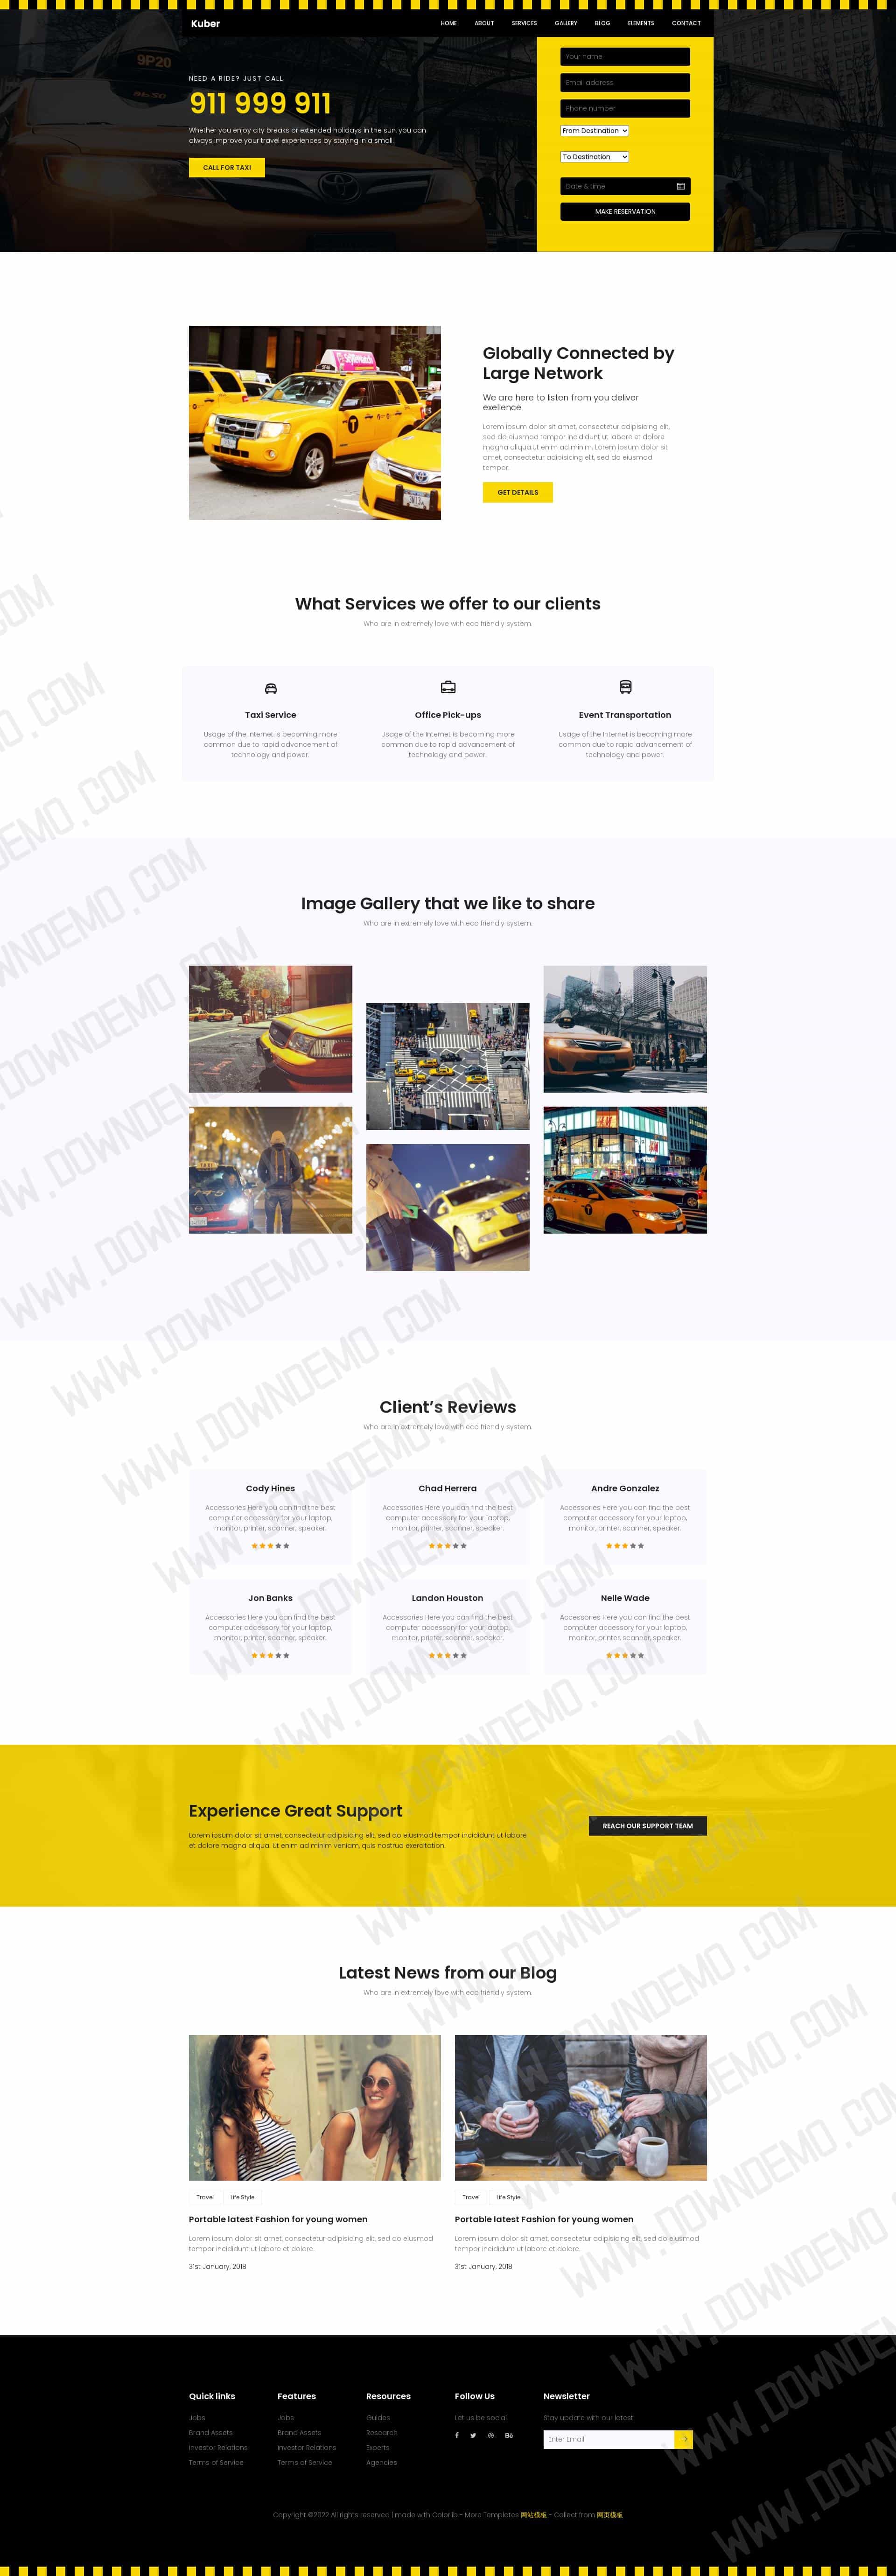 Kuber
HOME ABOUT SERVICES GALLERY BLOG ELEMENTS CONTACT
NEED A RIDE? JUST CALL
911 999 911
Whether you enjoy city breaks or extended holidays in the sun, you can
always improve your travel experiences by staying in a small.
CALL FOR TAXI
Your name
Email address
Phone number
From Destination
To Destination
Date & time
MAKE RESERVATION
9P20
Globally Connected by
Large Network
We are here to listen from you deliver
exellence
Lorem ipsum dolor sit amet, consectetur adipisicing elit,
sed do eiusmod tempor incididunt ut labore et dolore
magna aliqua.Ut enim ad minim. Lorem ipsum dolor sit
amet, consectetur adipisicing elit, sed do eiusmod
tempor.
GET DETAILS
What Services we offer to our clients
Who are in extremely love with eco friendly system.
Taxi Service
Usage of the Internet is becoming more
common due to rapid advancement of
technology and power.
Office Pick-ups
Usage of the Internet is becoming more
common due to rapid advancement of
technology and power.
Event Transportation
Usage of the Internet is becoming more
common due to rapid advancement of
technology and power.
Image Gallery that we like to share
Who are in extremely love with eco friendly system.
Client’s Reviews
Who are in extremely love with eco friendly system.
Cody Hines
Accessories Here you can find the best
computer accessory for your laptop,
monitor, printer, scanner, speaker.
Chad Herrera
Accessories Here you can find the best
computer accessory for your laptop,
monitor, printer, scanner, speaker.
Andre Gonzalez
Accessories Here you can find the best
computer accessory for your laptop,
monitor, printer, scanner, speaker.
Jon Banks
Accessories Here you can find the best
computer accessory for your laptop,
monitor, printer, scanner, speaker.
Landon Houston
Accessories Here you can find the best
computer accessory for your laptop,
monitor, printer, scanner, speaker.
Nelle Wade
Accessories Here you can find the best
computer accessory for your laptop,
monitor, printer, scanner, speaker.
Experience Great Support
Lorem ipsum dolor sit amet, consectetur adipisicing elit, sed do eiusmod tempor incididunt ut labore
et dolore magna aliqua. Ut enim ad minim veniam, quis nostrud exercitation.
REACH OUR SUPPORT TEAM
Latest News from our Blog
Who are in extremely love with eco friendly system.
Travel Life Style
Portable latest Fashion for young women
Lorem ipsum dolor sit amet, consectetur adipisicing elit, sed do eiusmod
tempor incididunt ut labore et dolore.
31st January, 2018
Travel Life Style
Portable latest Fashion for young women
Lorem ipsum dolor sit amet, consectetur adipisicing elit, sed do eiusmod
tempor incididunt ut labore et dolore.
31st January, 2018
Quick links
Jobs
Brand Assets
Investor Relations
Terms of Service
Features
Jobs
Brand Assets
Investor Relations
Terms of Service
Resources
Guides
Research
Experts
Agencies
Follow Us
Let us be social
Newsletter
Stay update with our latest
Enter Email
Copyright ©2022 All rights reserved | made with Colorlib - More Templates 网站模板 - Collect from 网页模板
WWW.DOWNDEMO.COM